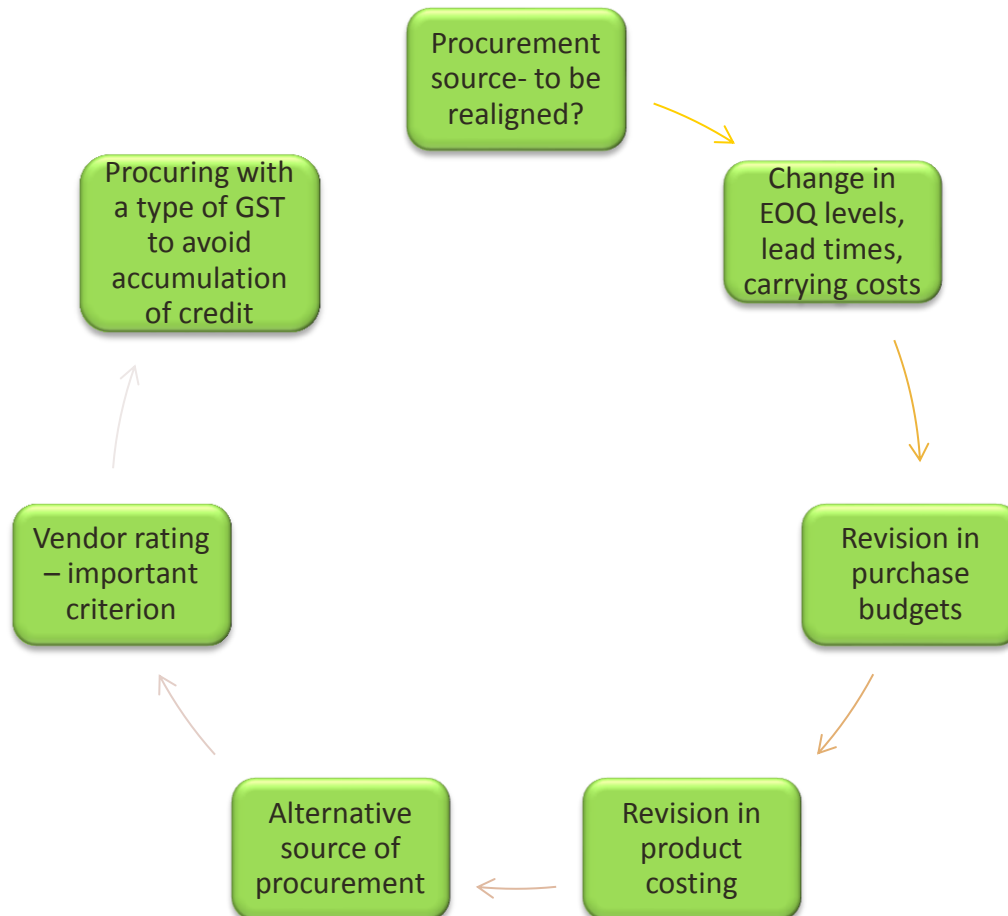 Procurement
source- to be
realigned?
Change in
EOQ levels,
lead times,
carrying costs
Revision in
purchase
budgets
Revision in
product
costing
Alternative
source of
procurement
Vendor rating
– important
criterion
Procuring with
a type of GST
to avoid
accumulation
of credit